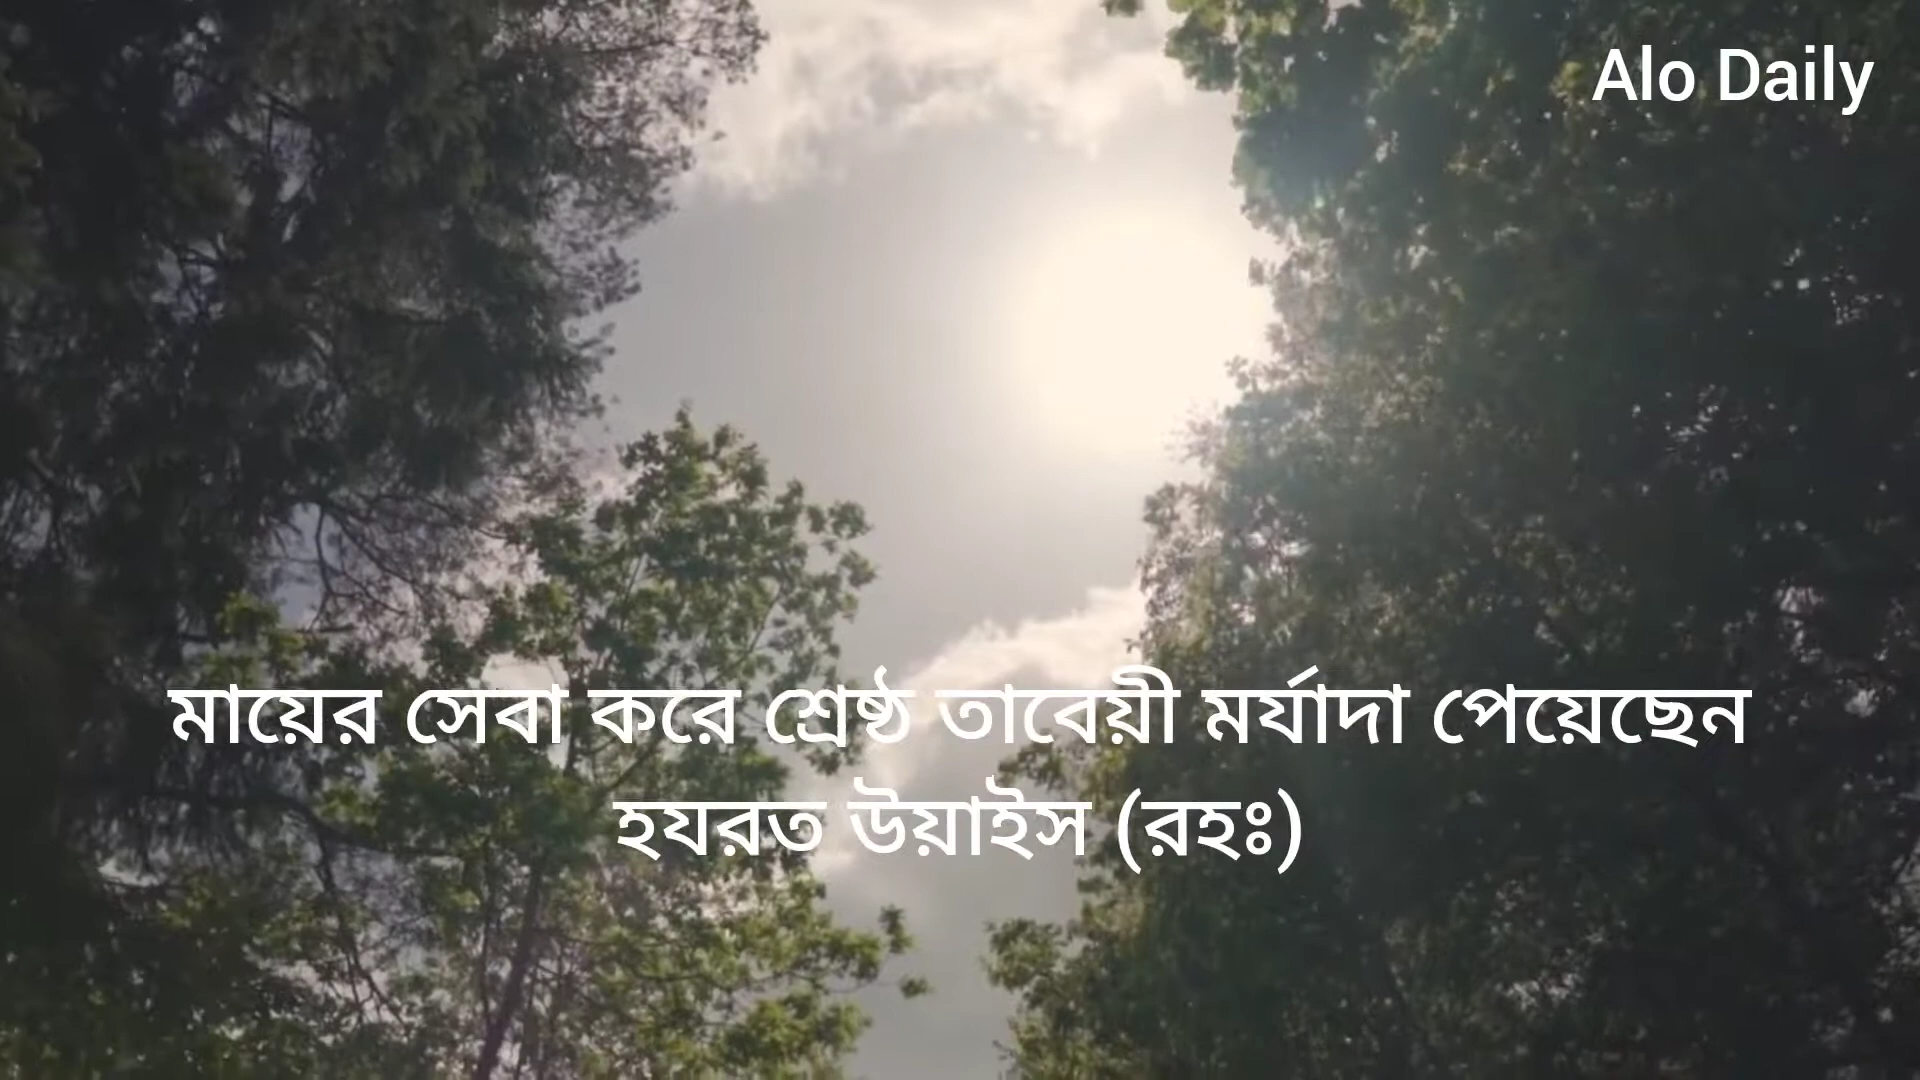 Alo Daily
মায়ের সেবা করে শ্রেষ্ঠ তাবেয়ী মর্যাদা পেয়েছেন
হযরত উয়াইস (রহঃ)